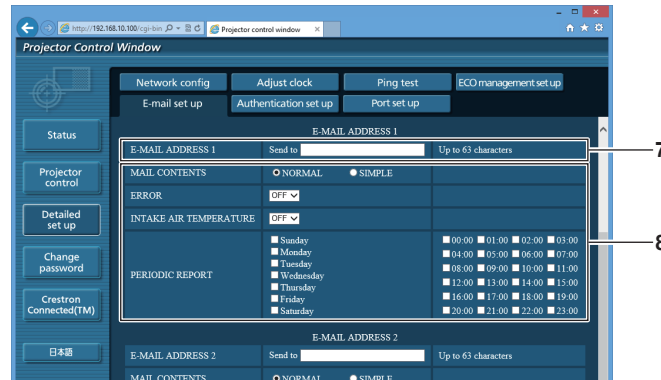 http://192.168.10.100/cgi-bin
Projector control window
Projector Control Window
Network config Adjust clock Ping test ECO management set up
E-mail set up Authentication set up Port set up
Status
Projector control
Detailed set up
Change password
Crestron Connected(TM)
日本語
E-MAIL ADDRESS 1
E-MAIL ADDRESS 1 Send to Up to 63 characters
7
MAIL CONTENTS NORMAL SIMPLE
ERROR OFF
INTAKE AIR TEMPERATURE OFF
8
PERIODIC REPORT
Sunday 00:00 01:00 02:00 03:00
Monday 04:00 05:00 06:00 07:00
Tuesday 08:00 09:00 10:00 11:00
Wednesday 12:00 13:00 14:00 15:00
Thursday 16:00 17:00 18:00 19:00
Friday 20:00 21:00 22:00 23:00
Saturday
E-MAIL ADDRESS 2
E-MAIL ADDRESS 2 Send to Up to 63 characters
MAIL CONTENTS NORMAL SIMPLE